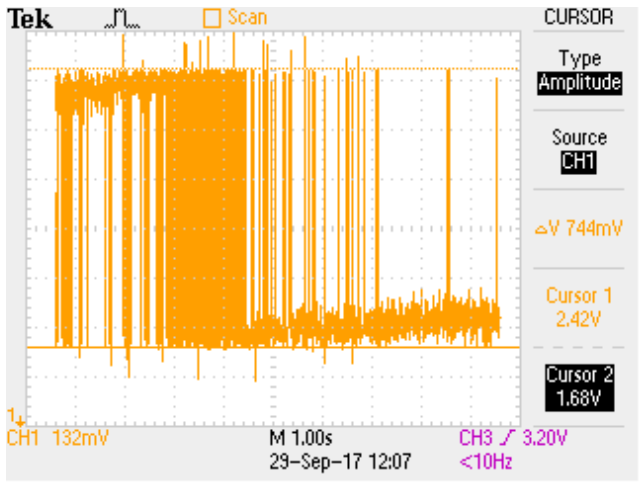 Tek
Scan
CURSOR
Type
Amplitude
Source
CH1
△V 744mV
Cursor 1
2.42V
Cursor 2
1.68V
1
CH1 132mV
M 1.00s
CH3 / 3.20V
29-Sep-17 12:07
<10Hz